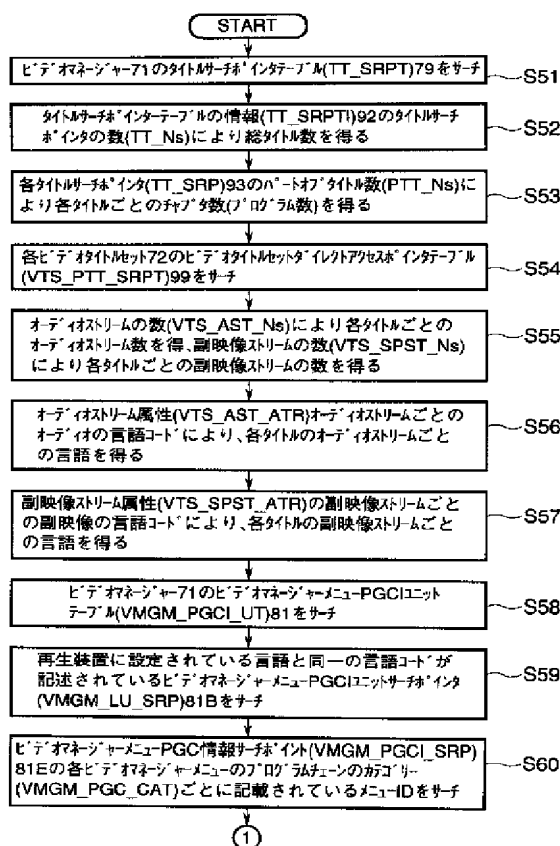 START
ビデオマネージャー71のタイトルサーチポインタテーブル(TT_SRPT)79をサーチ
S51
タイトルサーチポインターテーブルの情報(TT_SRPTI)92のタイトルサーチ
ポインタの数(TT_Ns)により総タイトル数を得る
S52
各タイトルサーチポインタ(TT_SRP)93のパートオブタイトル数(PTT_Ns)に
より各タイトルごとのチャプタ数(プログラム数)を得る
S53
各ビデオタイトルセット72のビデオタイトルセットダイレクトアクセスポインタテーブル
(VTS_PTT_SRPT)99をサーチ
S54
オーディオストリームの数(VTS_AST_Ns)により各タイトルごとの
オーディオストリーム数を得、副映像ストリームの数(VTS_SPST_Ns)
により各タイトルごとの副映像ストリームの数を得る
S55
オーディオストリーム属性(VTS_AST_ATR)オーディオストリームごとの
オーディオの言語コードにより、各タイトルのオーディオストリームごと
の言語を得る
S56
副映像ストリーム属性(VTS_SPST_ATR)の副映像ストリームごと
の副映像の言語コードにより、各タイトルの副映像ストリームごと
の言語を得る
S57
ビデオマネージャー71のビデオマネージャーメニューPGCIユニット
テーブル(VMGM_PGCI_UT)81をサーチ
S58
再生装置に設定されている言語と同一の言語コードが
記述されているビデオマネージャーメニューPGCIユニットサーチポインタ
(VMGM_LU_SRP)81Bをサーチ
S59
ビデオマネージャーメニューPGC情報サーチポイント(VMGM_PGCI_SRP)
81Eの各ビデオマネージャーメニューのプログラムチェーンのカテゴリー
(VMGM_PGC_CAT)ごとに記載されているメニューIDをサーチ
S60
1